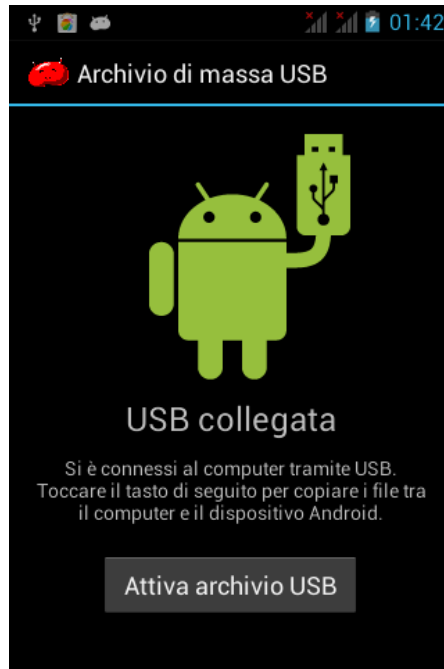 01:42
Archivio di massa USB
USB collegata
Si è connessi al computer tramite USB.
Toccare il tasto di seguito per copiare i file tra
il computer e il dispositivo Android.
Attiva archivio USB